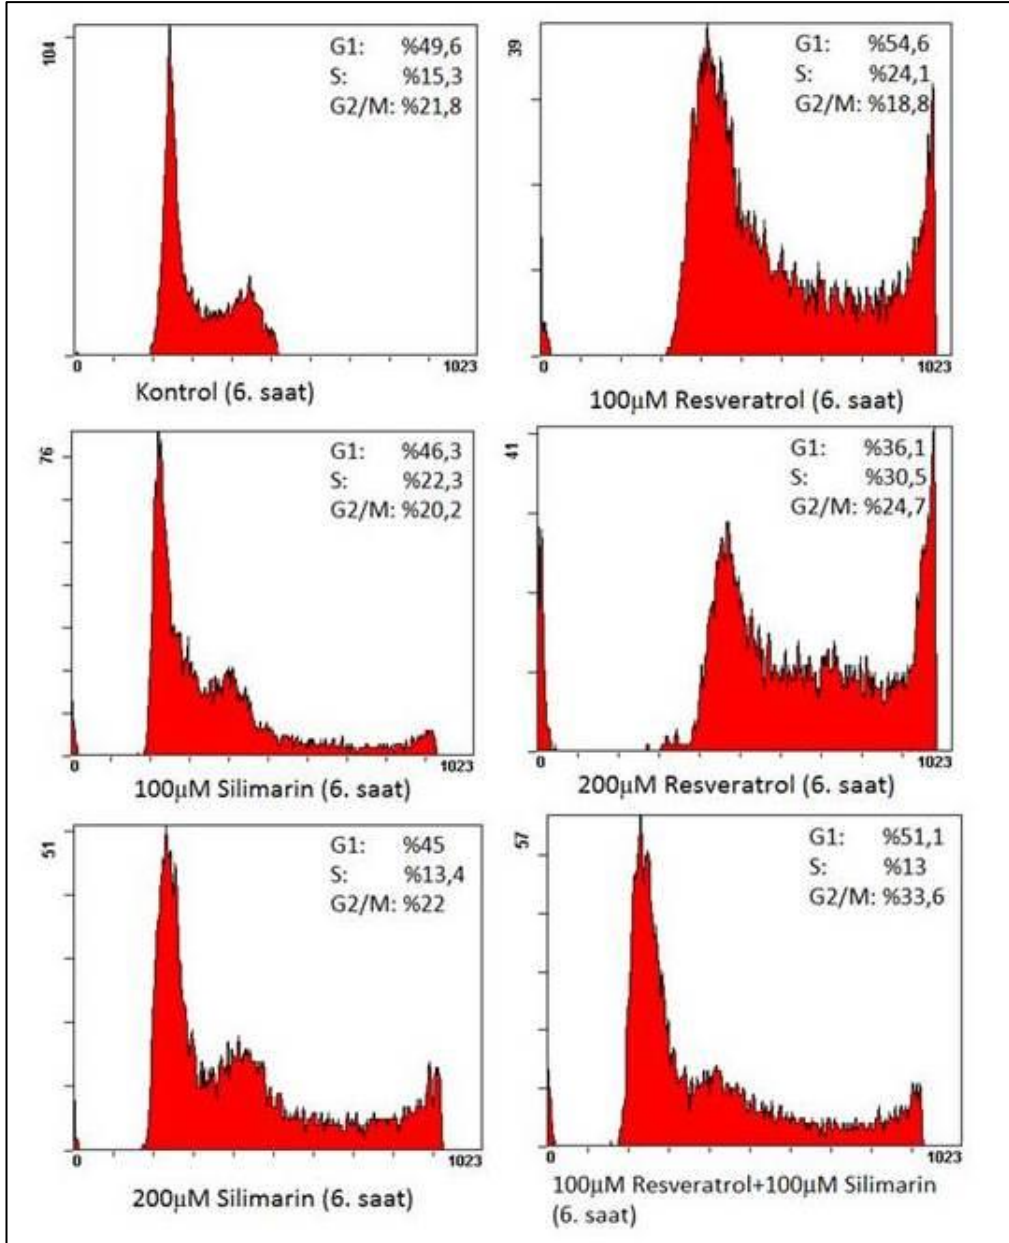 104
G1: %49,6
S: %15,3
G2/M: %21,8
0 1023
Kontrol (6. saat)
39
G1: %54,6
S: %24,1
G2/M: %18,8
0 1023
100µM Resveratrol (6. saat)
76
G1: %46,3
S: %22,3
G2/M: %20,2
0 1023
100µM Silimarin (6. saat)
41
G1: %36,1
S: %30,5
G2/M: %24,7
0 1023
200µM Resveratrol (6. saat)
51
G1: %45
S: %13,4
G2/M: %22
0 1023
200µM Silimarin (6. saat)
57
G1: %51,1
S: %13
G2/M: %33,6
0 1023
100µM Resveratrol+100µM Silimarin
(6. saat)